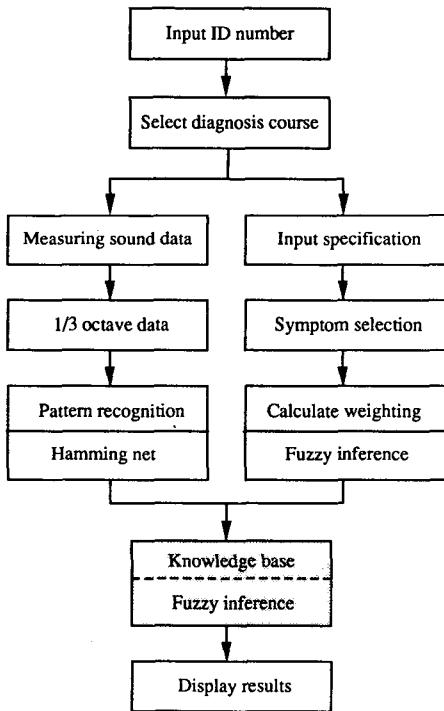 Input ID number
Select diagnosis course
Measuring sound data
Input specification
1/3 octave data
Symptom selection
Pattern recognition
Hamming net
Calculate weighting
Fuzzy inference
Knowledge base
Fuzzy inference
Display results